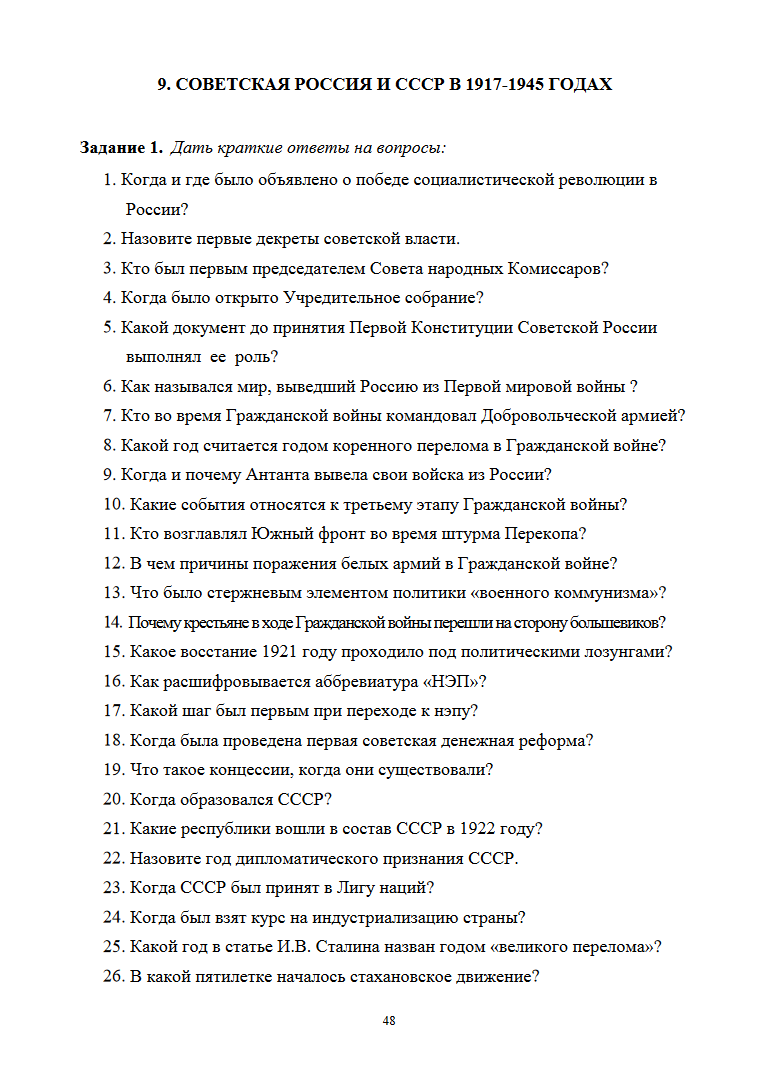 9. СОВЕТСКАЯ РОССИЯ И СССР В 1917-1945 ГОДАХ
Задание 1. Дать краткие ответы на вопросы:
1. Когда и где было объявлено о победе социалистической революции в
России?
2. Назовите первые декреты советской власти.
3. Кто был первым председателем Совета народных Комиссаров?
4. Когда было открыто Учредительное собрание?
5. Какой документ до принятия Первой Конституции Советской России
выполнял ее роль?
6. Как назывался мир, выведший Россию из Первой мировой войны ?
7. Кто во время Гражданской войны командовал Добровольческой армией?
8. Какой год считается годом коренного перелома в Гражданской войне?
9. Когда и почему Антанта вывела свои войска из России?
10. Какие события относятся к третьему этапу Гражданской войны?
11. Кто возглавлял Южный фронт во время штурма Перекопа?
12. В чем причины поражения белых армий в Гражданской войне?
13. Что было стержневым элементом политики «военного коммунизма»?
14. Почему крестьяне в ходе Гражданской войны перешли на сторону большевиков?
15. Какое восстание 1921 году проходило под политическими лозунгами?
16. Как расшифровывается аббревиатура «НЭП»?
17. Какой шаг был первым при переходе к нэпу?
18. Когда была проведена первая советская денежная реформа?
19. Что такое концессии, когда они существовали?
20. Когда образовался СССР?
21. Какие республики вошли в состав СССР в 1922 году?
22. Назовите год дипломатического признания СССР.
23. Когда СССР был принят в Лигу наций?
24. Когда был взят курс на индустриализацию страны?
25. Какой год в статье И.В. Сталина назван годом «великого перелома»?
26. В какой пятилетке началось стахановское движение?
48